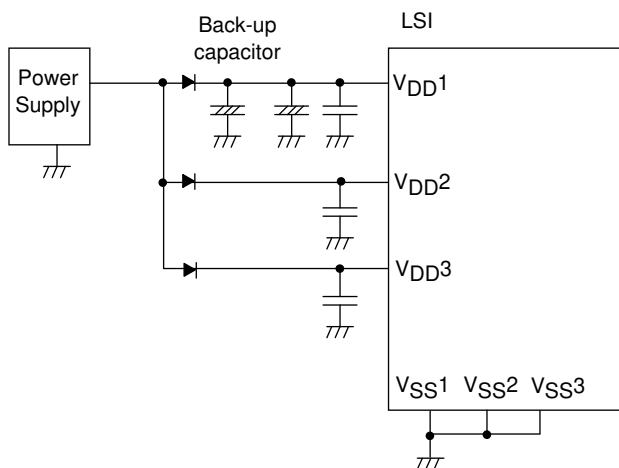 Back-up
capacitor
LSI
Power
Supply
VDD1
VDD2
VDD3
VSS1 VSS2 VSS3